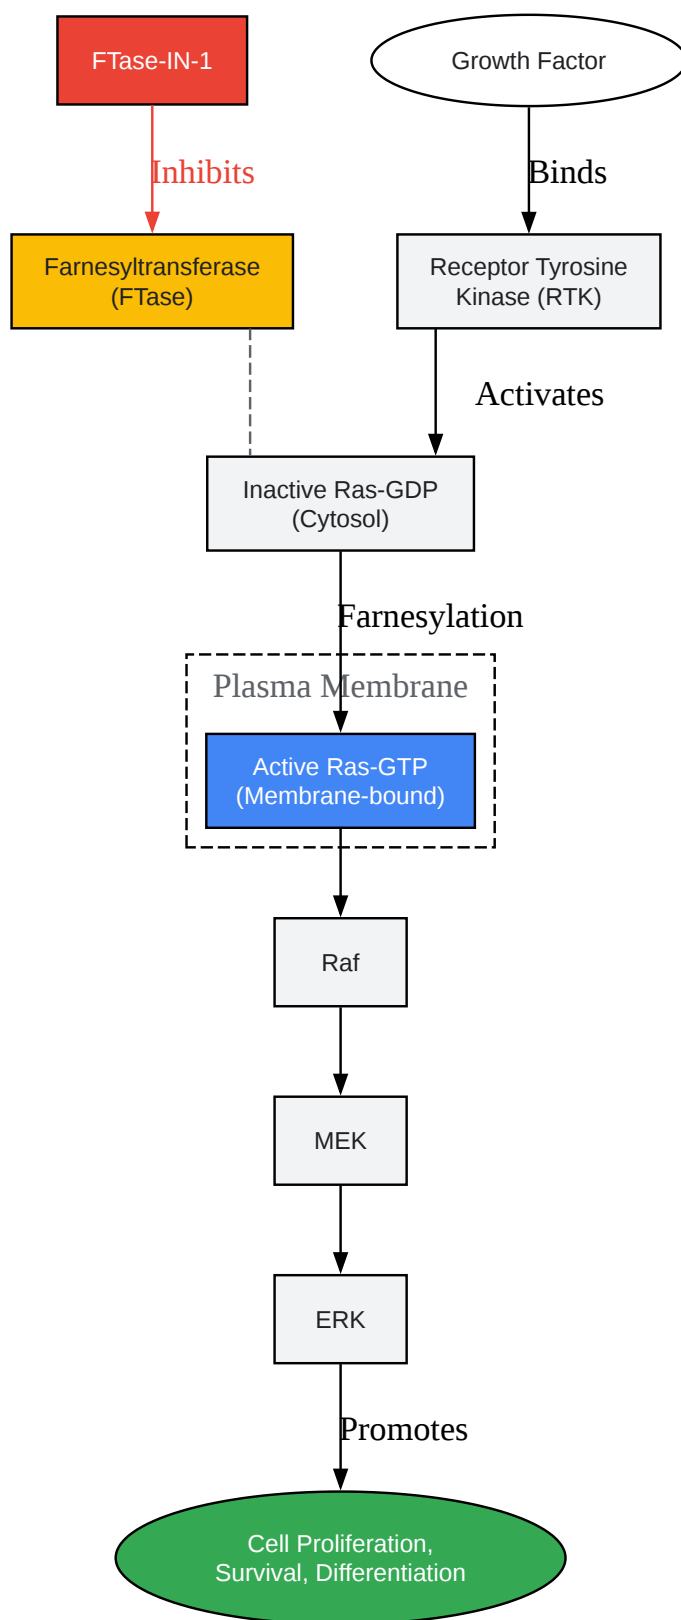 FTase-IN-1
Growth Factor
Inhibits
Binds
Farnesyltransferase
(FTase)
Receptor Tyrosine
Kinase (RTK)
Activates
Inactive Ras-GDP
(Cytosol)
Farnesylation
Plasma Membrane
Active Ras-GTP
(Membrane-bound)
Raf
MEK
ERK
Promotes
Cell Proliferation,
Survival, Differentiation